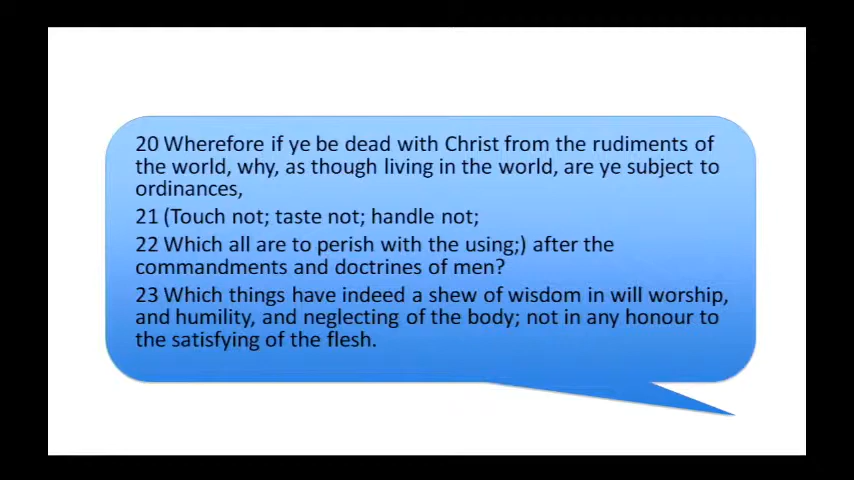 20 Wherefore if ye be dead with Christ from the rudiments of
the world, why, as though living in the world, are ye subject to
ordinances,
21 (Touch not; taste not; handle not;
22 Which all are to perish with the using;) after the
commandments and doctrines of men?
23 Which things have indeed a shew of wisdom in will worship,
and humility, and neglecting of the body; not in any honour to
the satisfying of the flesh.